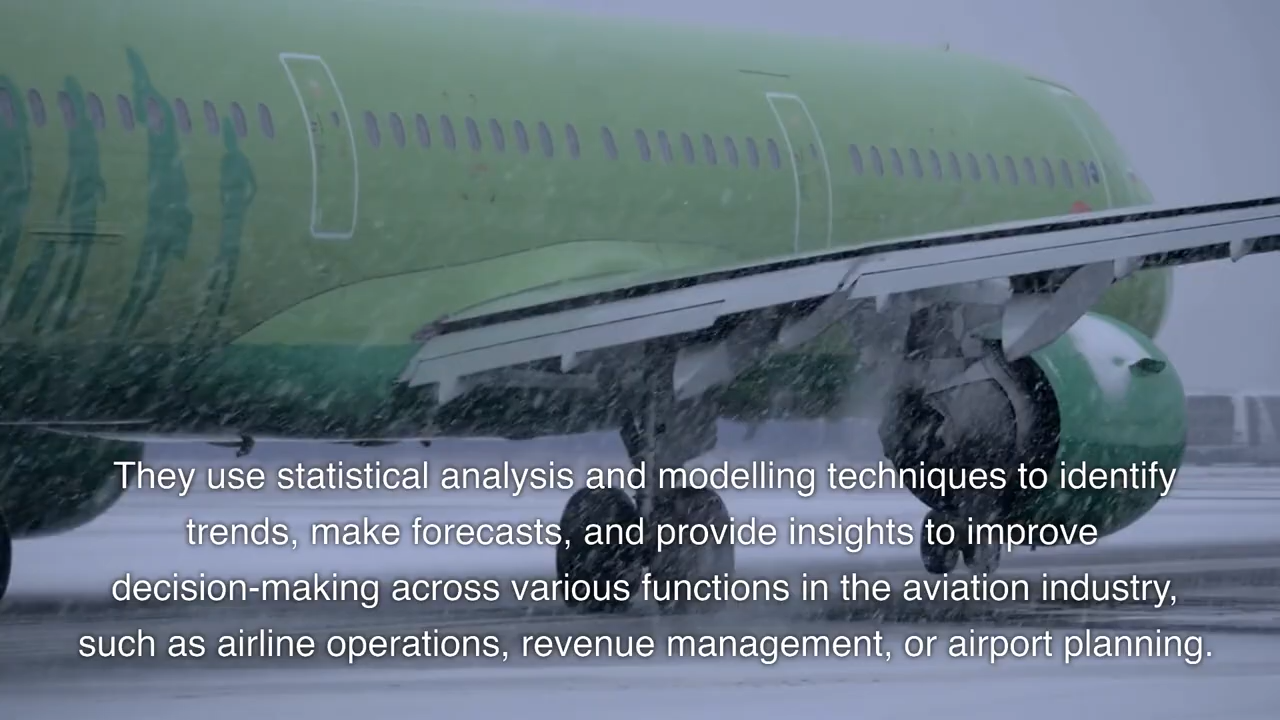 They use statistical analysis and modelling techniques to identify
trends, make forecasts, and provide insights to improve
decision-making across various functions in the aviation industry,
such as airline operations, revenue management, or airport planning.